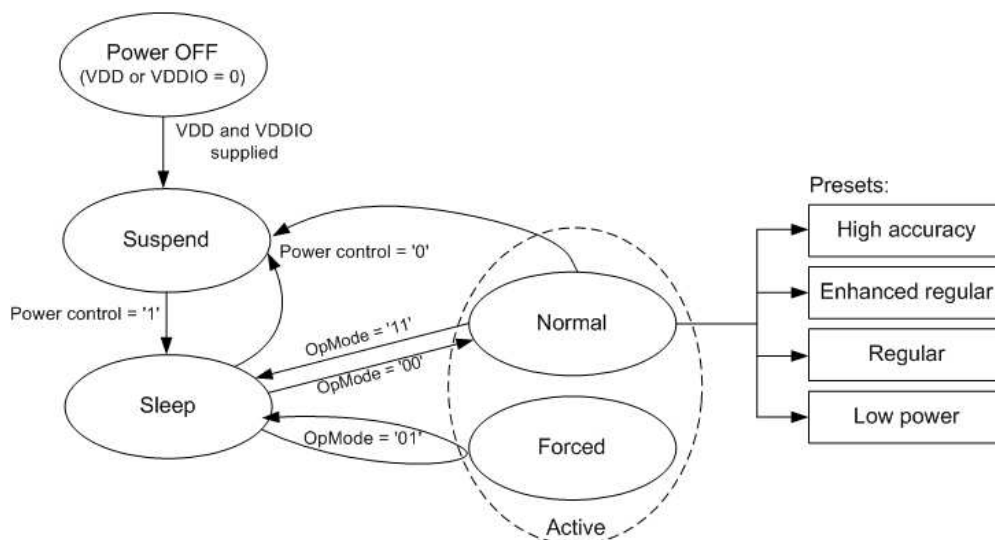 Power OFF
(VDD or VDDIO = 0)
VDD and VDDIO
supplied
Presets:
High accuracy
Suspend
Power control = '0'
Enhanced regular
Power control = '1'
Normal
OpMode = '11'
Regular
OpMode = '00'
Sleep
Low power
OpMode = '01'
Forced
Active